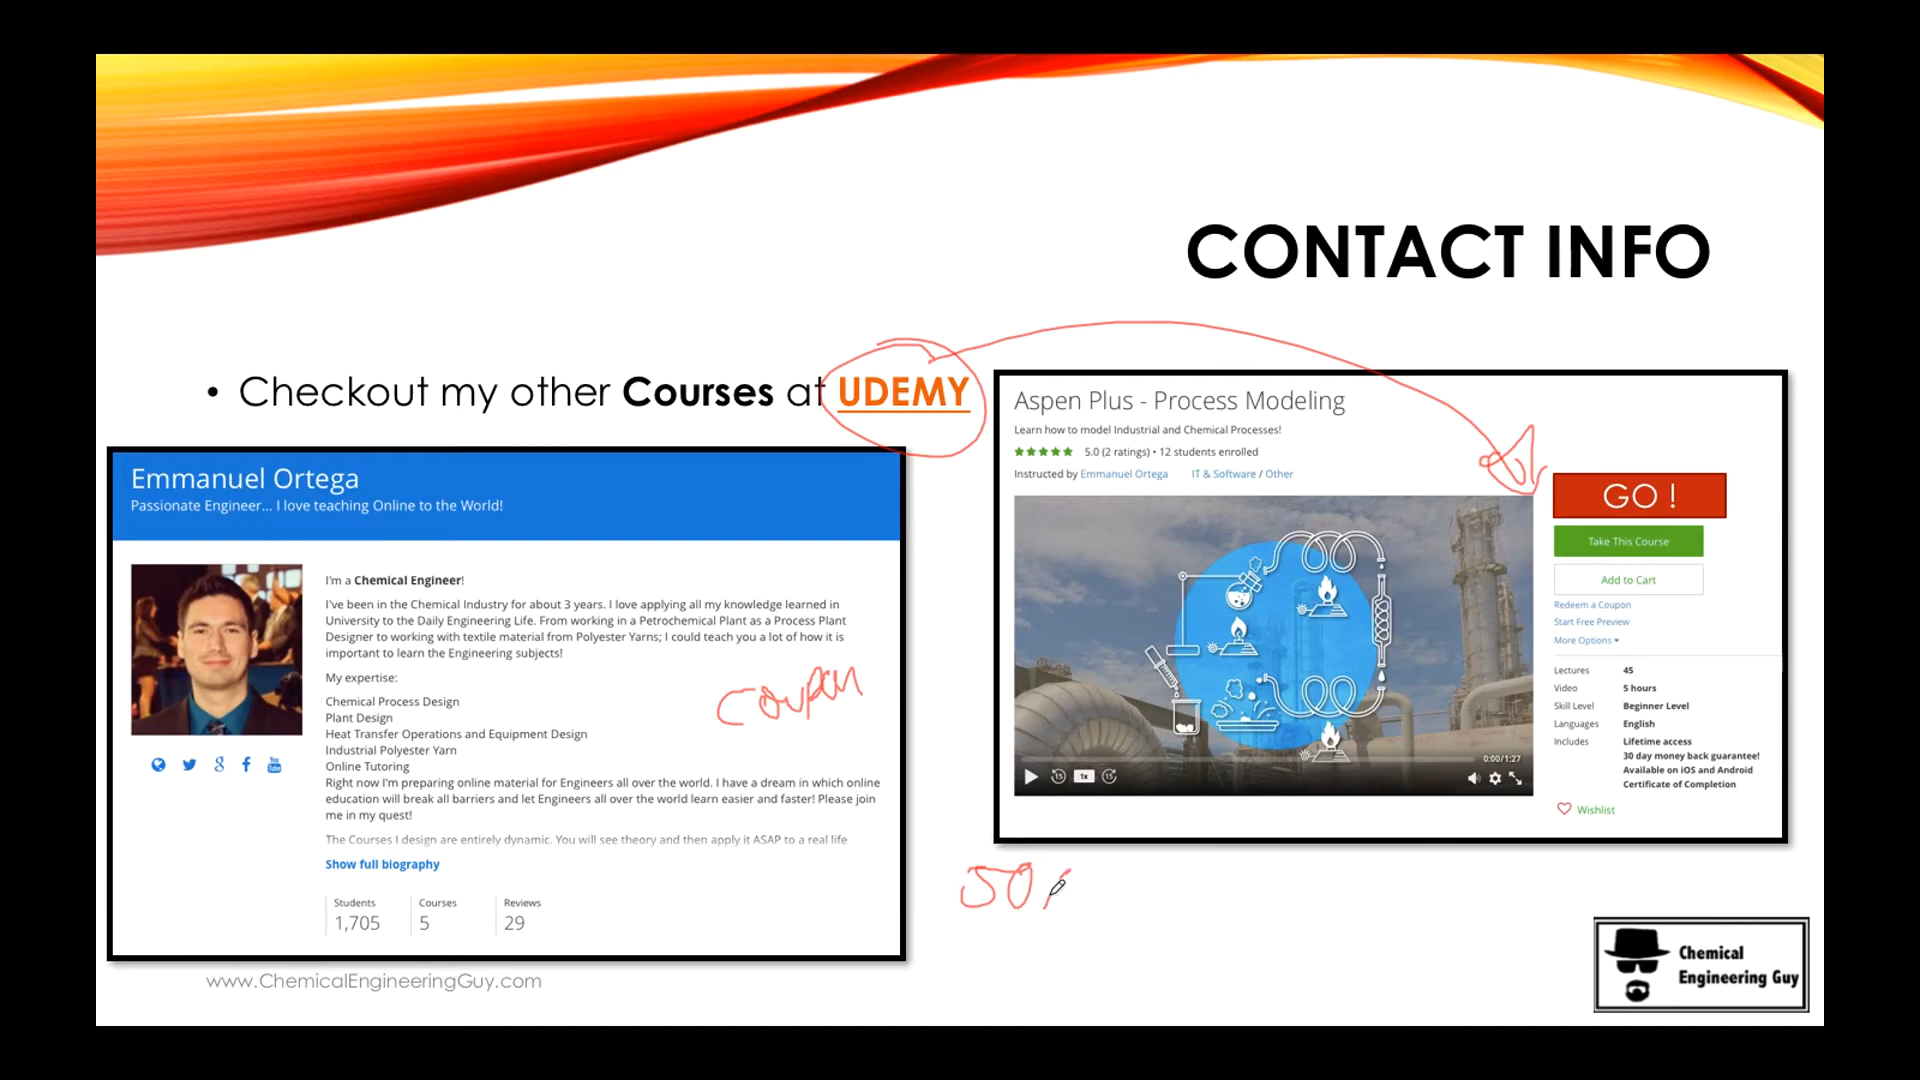 CONTACT INFO
• Checkout my other Courses at UDEMY
Emmanuel Ortega
Passionate Engineer... I love teaching Online to the World!
I'm a Chemical Engineer!
I've been in the Chemical Industry for about 3 years. I love applying all my knowledge learned in
University to the Daily Engineering Life. From working in a Petrochemical Plant as a Process Plant
Designer to working with textile material from Polyester Yarns; I could teach you a lot of how it is
important to learn the Engineering subjects!
My expertise:
Chemical Process Design
Plant Design
Heat Transfer Operations and Equipment Design
Industrial Polyester Yarn
Online Tutoring
Right now I'm preparing online material for Engineers all over the world. I have a dream in which online
education will break all barriers and let Engineers all over the world learn easier and faster! Please join
me in my quest!
The Courses I design are entirely dynamic. You will see theory and then apply it ASAP to a real life
Show full biography
Students Courses Reviews
1,705 5 29
coupon
Aspen Plus - Process Modeling
Learn how to model Industrial and Chemical Processes!
5.0 (2 ratings) • 12 students enrolled
Instructed by Emmanuel Ortega IT & Software / Other
15 1x 15 0:00/1:27
GO !
Take This Course
Add to Cart
Redeem a Coupon
Start Free Preview
More Options
Lectures 45
Video 5 hours
Skill Level Beginner Level
Languages English
Includes Lifetime access
30 day money back guarantee!
Available on iOS and Android
Certificate of Completion
Wishlist
50
www.ChemicalEngineeringGuy.com
Chemical
Engineering Guy